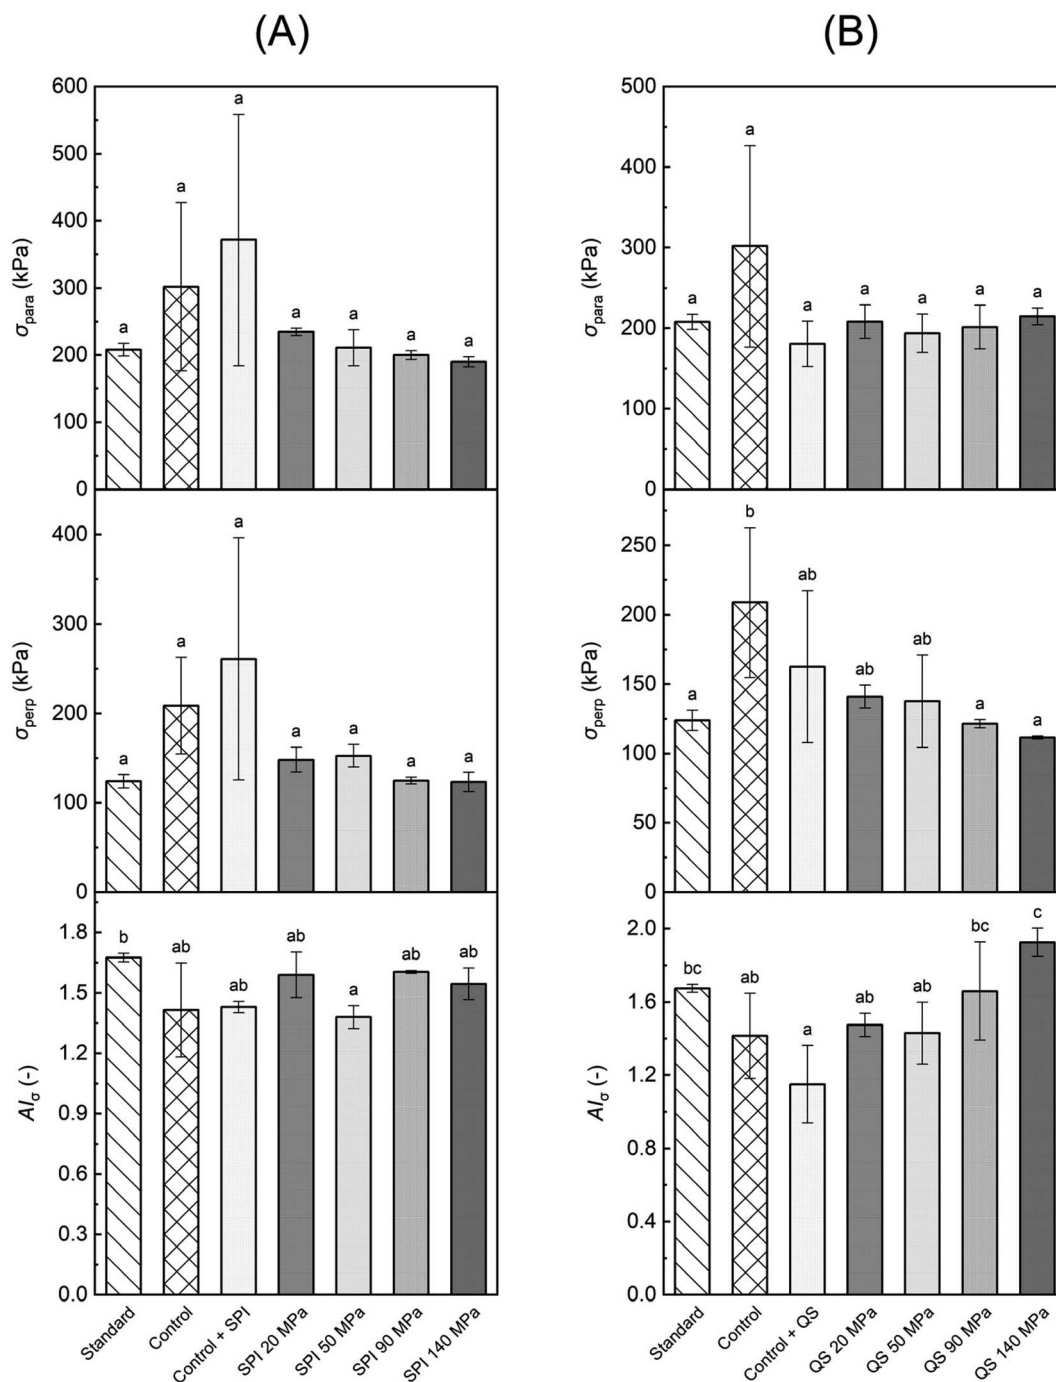 (A)
600
500
400
300
200
100
0
σpara (kPa)
a
a
a
a
a
a
a
400
300
200
100
0
σperp (kPa)
a
a
a
a
a
a
a
1.8
1.5
1.2
0.9
0.6
0.3
0.0
AIσ (-)
b
ab
ab
ab
a
ab
ab
Standard
Control
Control + SPI
SPI 20 MPa
SPI 50 MPa
SPI 90 MPa
SPI 140 MPa
(B)
500
400
300
200
100
0
σpara (kPa)
a
a
a
a
a
a
a
250
200
150
100
50
0
σperp (kPa)
a
b
ab
ab
ab
a
a
2.0
1.6
1.2
0.8
0.4
0.0
AIσ (-)
bc
ab
a
ab
ab
bc
c
Standard
Control
Control + QS
QS 20 MPa
QS 50 MPa
QS 90 MPa
QS 140 MPa